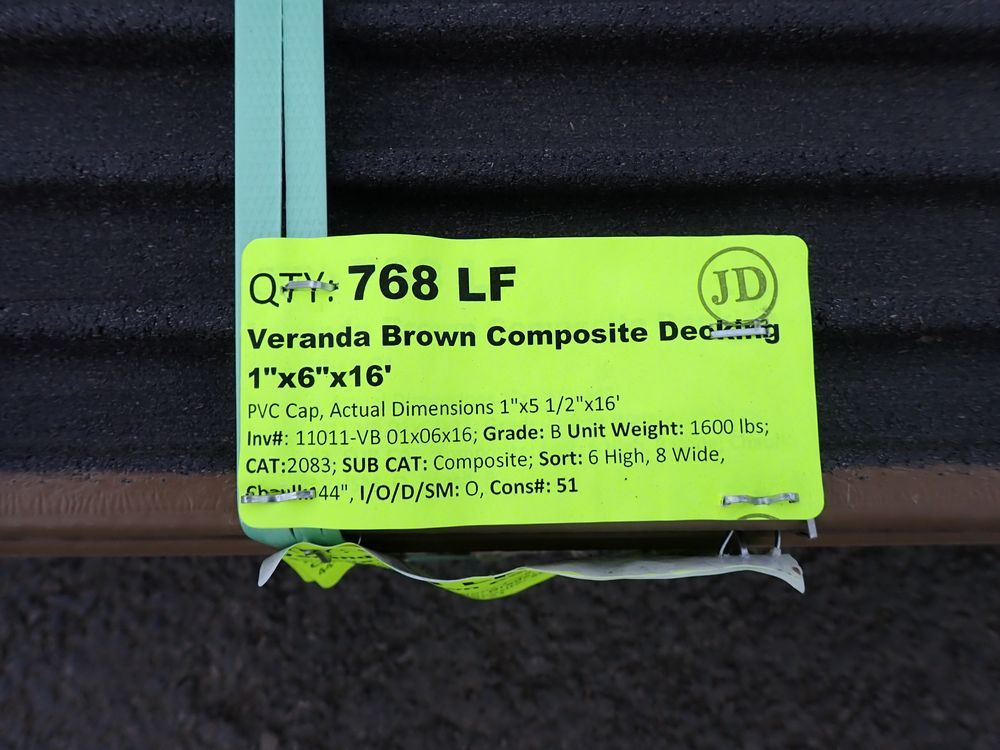 QTY: 768 LF
JD
Veranda Brown Composite Decking
1"x6"x16'
PVC Cap, Actual Dimensions 1"x5 1/2"x16'
Inv#: 11011-VB 01x06x16; Grade: B Unit Weight: 1600 lbs;
CAT:2083; SUB CAT: Composite; Sort: 6 High, 8 Wide,
44", I/O/D/SM: O, Cons#: 51
44